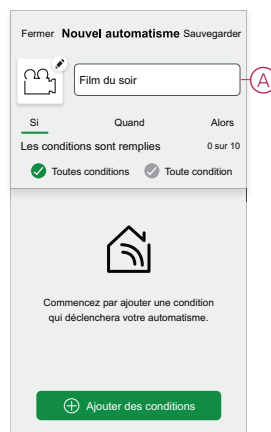 Fermer Nouvel automatisme Sauvegarder
Film du soir
A
Si Quand Alors
Les conditions sont remplies 0 sur 10
Toutes conditions Toute condition
Commencez par ajouter une condition
qui déclenchera votre automatisme.
Ajouter des conditions